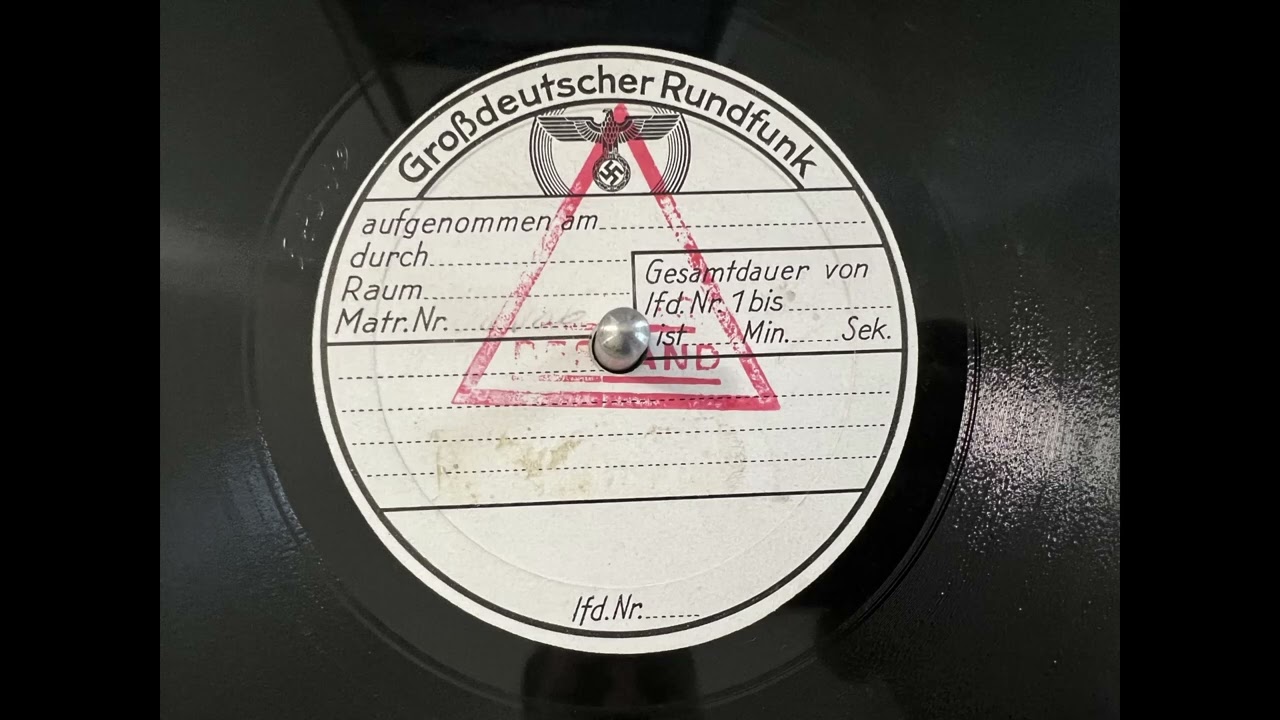 Großdeutscher Rundfunk
aufgenommen am
durch
Raum
Matr.Nr.
Gesamtdauer von
lfd. Nr. 1 bis
ist Min. Sek.
lfd.Nr.